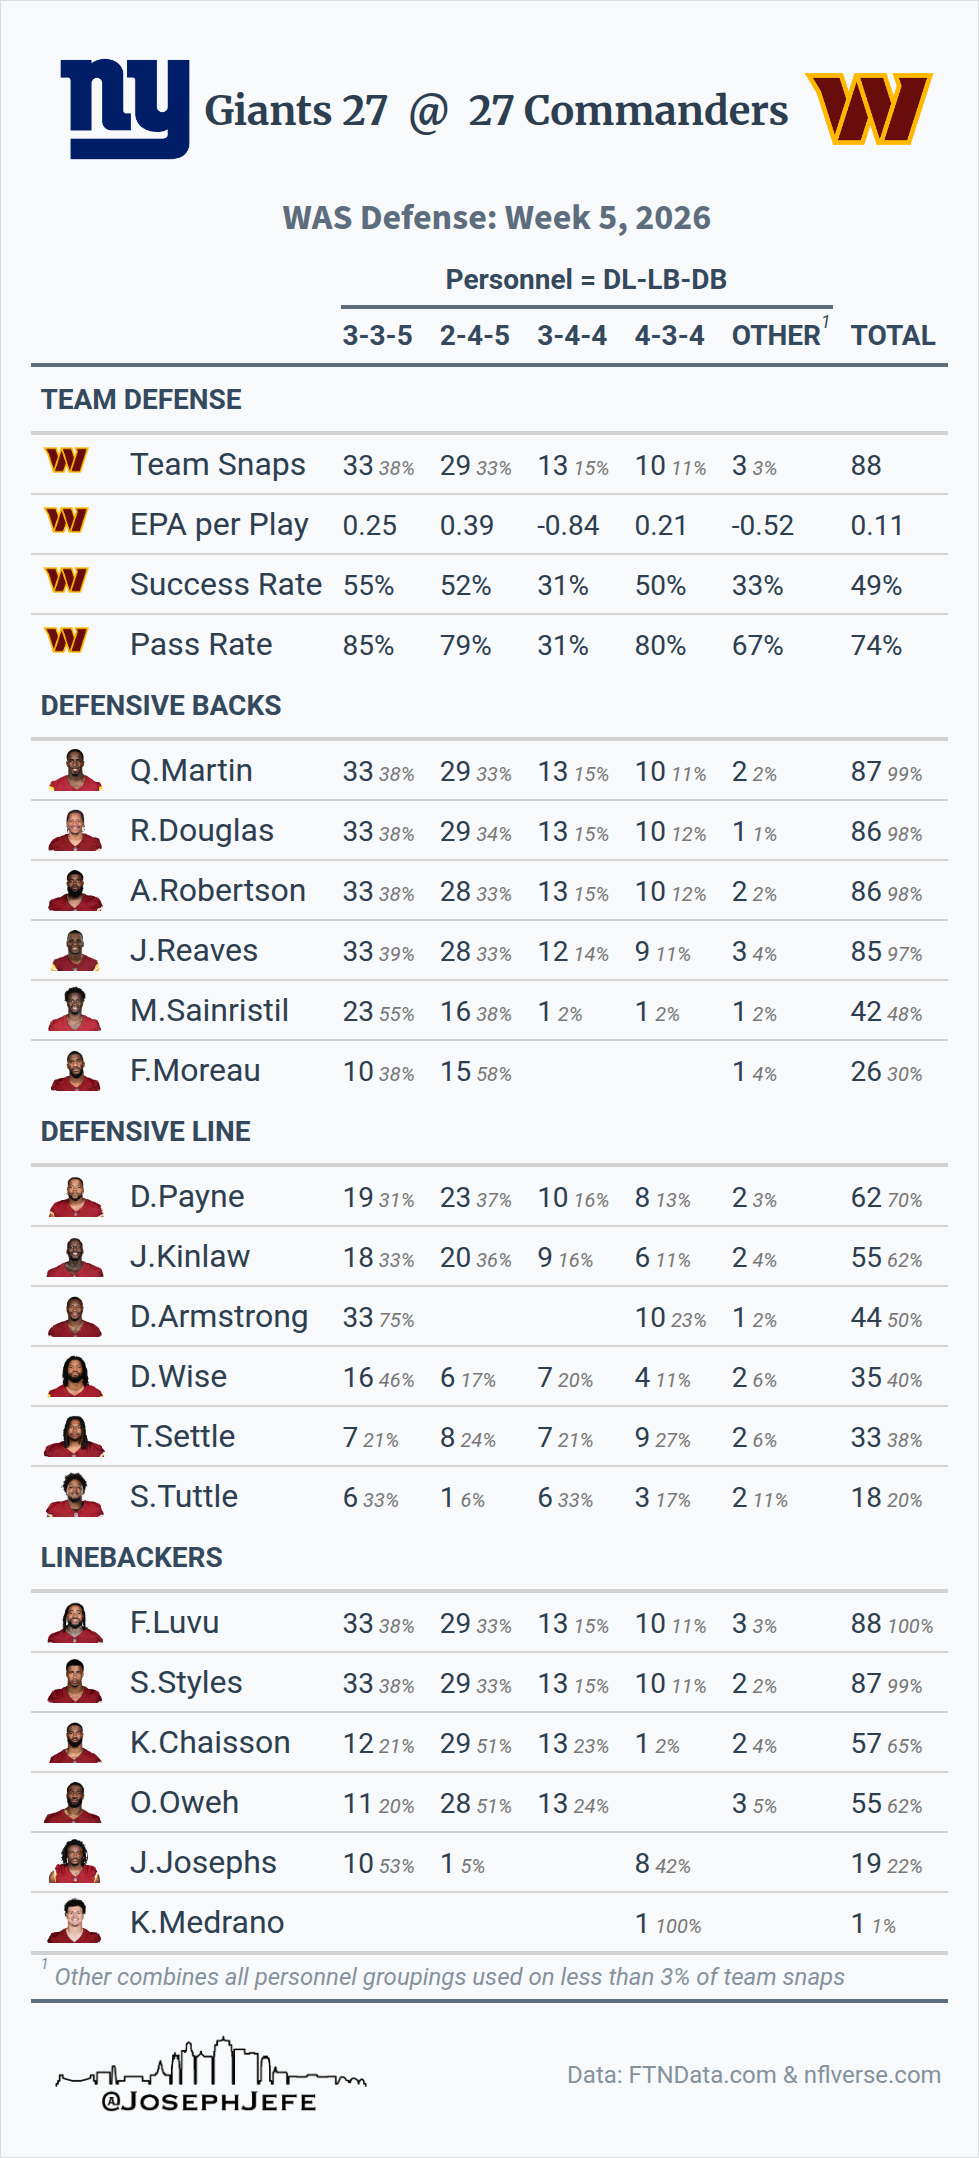 ny Giants 27 @ 27 Commanders W
WAS Defense: Week 5, 2026
Personnel = DL-LB-DB
3-3-5 2-4-5 3-4-4 4-3-4 OTHER1 TOTAL
TEAM DEFENSE
Team Snaps 33 38% 29 33% 13 15% 10 11% 3 3% 88
EPA per Play 0.25 0.39 -0.84 0.21 -0.52 0.11
Success Rate 55% 52% 31% 50% 33% 49%
Pass Rate 85% 79% 31% 80% 67% 74%
DEFENSIVE BACKS
Q.Martin 33 38% 29 33% 13 15% 10 11% 2 2% 87 99%
R.Douglas 33 38% 29 34% 13 15% 10 12% 1 1% 86 98%
A.Robertson 33 38% 28 33% 13 15% 10 12% 2 2% 86 98%
J.Reaves 33 39% 28 33% 12 14% 9 11% 3 4% 85 97%
M.Sainristil 23 55% 16 38% 1 2% 1 2% 1 2% 42 48%
F.Moreau 10 38% 15 58% 1 4% 26 30%
DEFENSIVE LINE
D.Payne 19 31% 23 37% 10 16% 8 13% 2 3% 62 70%
J.Kinlaw 18 33% 20 36% 9 16% 6 11% 2 4% 55 62%
D.Armstrong 33 75% 10 23% 1 2% 44 50%
D.Wise 16 46% 6 17% 7 20% 4 11% 2 6% 35 40%
T.Settle 7 21% 8 24% 7 21% 9 27% 2 6% 33 38%
S.Tuttle 6 33% 1 6% 6 33% 3 17% 2 11% 18 20%
LINEBACKERS
F.Luvu 33 38% 29 33% 13 15% 10 11% 3 3% 88 100%
S.Styles 33 38% 29 33% 13 15% 10 11% 2 2% 87 99%
K.Chaisson 12 21% 29 51% 13 23% 1 2% 2 4% 57 65%
O.Oweh 11 20% 28 51% 13 24% 3 5% 55 62%
J.Josephs 10 53% 1 5% 8 42% 19 22%
K.Medrano 1 100% 1 1%
1 Other combines all personnel groupings used on less than 3% of team snaps
@JosephJefe
Data: FTNData.com & nflverse.com